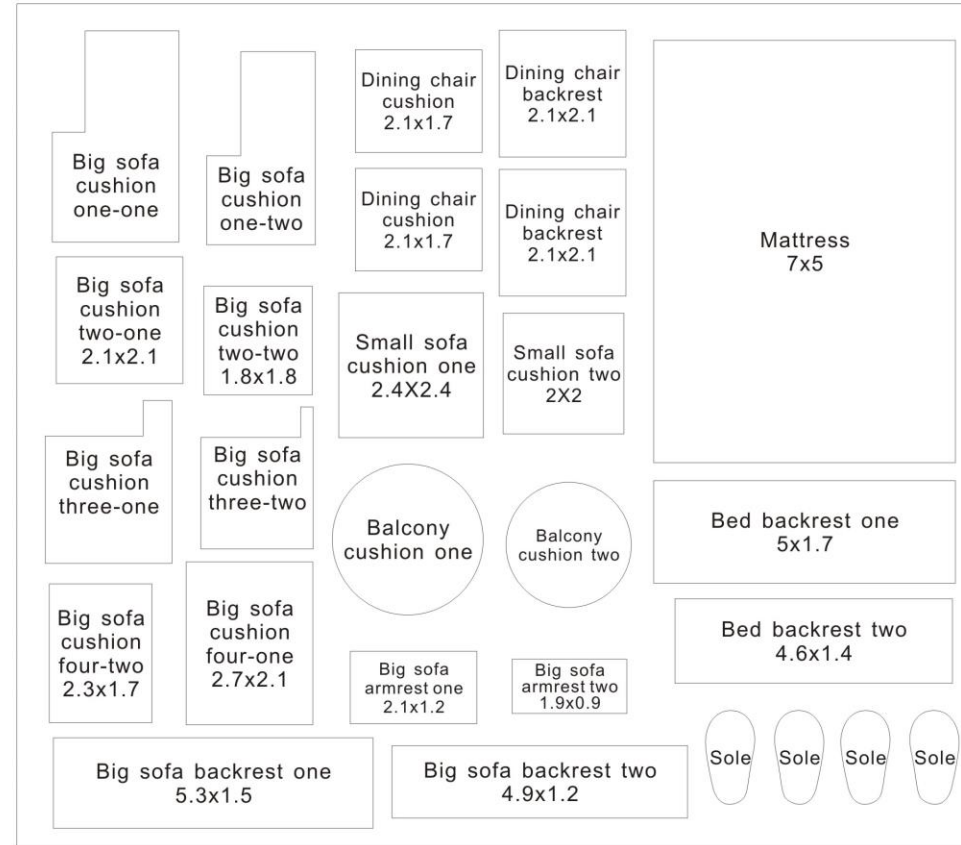 Big sofa
cushion
one-one
Big sofa
cushion
one-two
Dining chair
cushion
2.1x1.7
Dining chair
backrest
2.1x2.1
Dining chair
cushion
2.1x1.7
Dining chair
backrest
2.1x2.1
Mattress
7x5
Big sofa
cushion
two-one
2.1x2.1
Big sofa
cushion
two-two
1.8x1.8
Small sofa
cushion one
2.4X2.4
Small sofa
cushion two
2X2
Big sofa
cushion
three-one
Big sofa
cushion
three-two
Balcony
cushion one
Balcony
cushion two
Bed backrest one
5x1.7
Big sofa
cushion
four-two
2.3x1.7
Big sofa
cushion
four-one
2.7x2.1
Big sofa
armrest one
2.1x1.2
Big sofa
armrest two
1.9x0.9
Bed backrest two
4.6x1.4
Big sofa backrest one
5.3x1.5
Big sofa backrest two
4.9x1.2
Sole
Sole
Sole
Sole